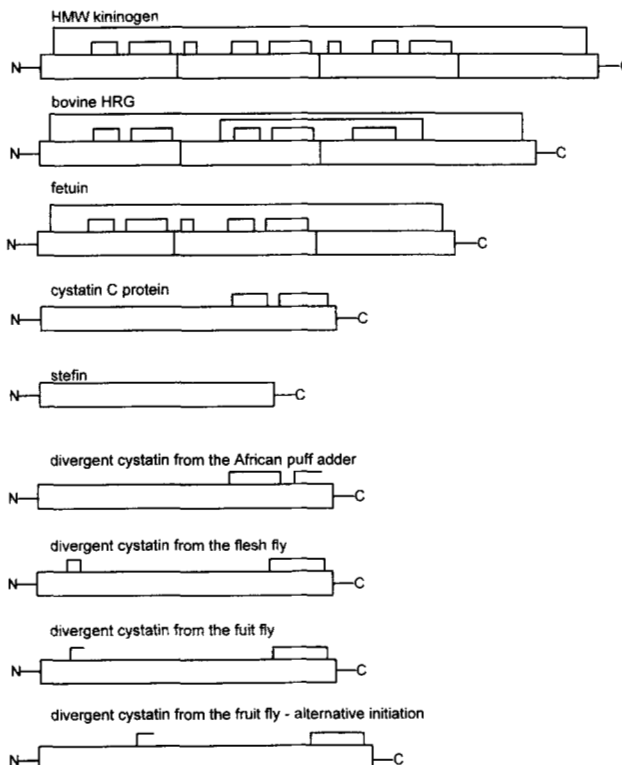 HMW kininogen
N C
bovine HRG
N C
fetuin
N C
cystatin C protein
N C
stefin
N C
divergent cystatin from the African puff adder
N C
divergent cystatin from the flesh fly
N C
divergent cystatin from the fuit fly
N C
divergent cystatin from the fruit fly - alternative initiation
N C